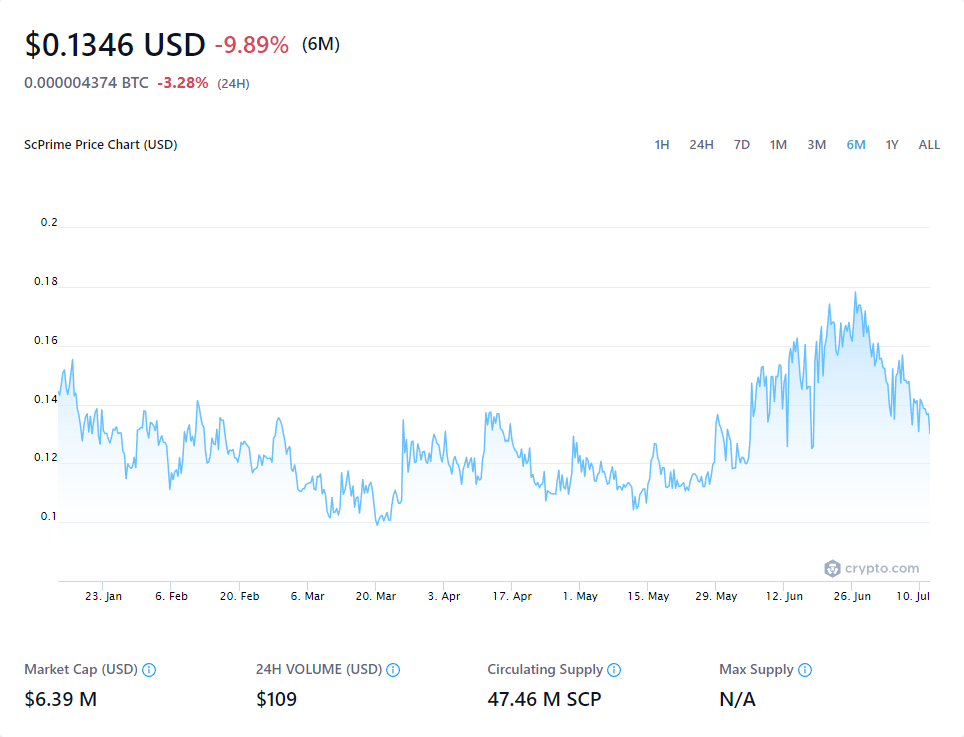 $0.1346 USD -9.89% (6M)
0.000004374 BTC -3.28% (24H)
ScPrime Price Chart (USD) 1H 24H 7D 1M 3M 6M 1Y ALL
0.2
0.18
0.16
0.14
0.12
0.1
crypto.com
23. Jan 6. Feb 20. Feb 6. Mar 20. Mar 3. Apr 17. Apr 1. May 15. May 29. May 12. Jun 26. Jun 10. Jul
Market Cap (USD) 24H VOLUME (USD) Circulating Supply Max Supply
$6.39 M $109 47.46 M SCP N/A